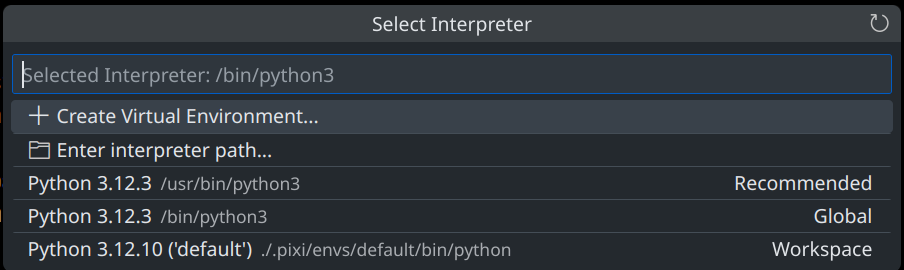 Select Interpreter
Selected Interpreter: /bin/python3
Create Virtual Environment...
Enter interpreter path...
Python 3.12.3 /usr/bin/python3 Recommended
Python 3.12.3 /bin/python3 Global
Python 3.12.10 ('default') ./.pixi/envs/default/bin/python Workspace